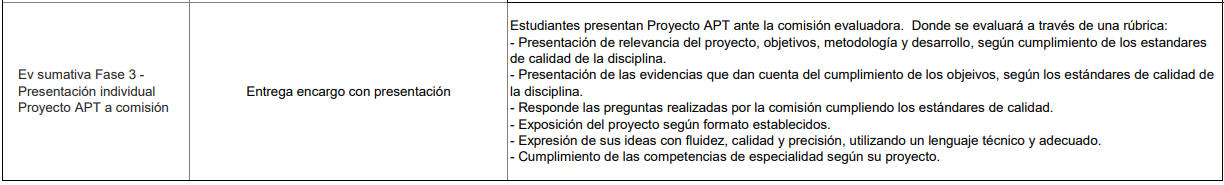 Ev sumativa Fase 3 -
Presentación individual
Proyecto APT a comisión
Entrega encargo con presentación
Estudiantes presentan Proyecto APT ante la comisión evaluadora.  Donde se evaluará a través de una rúbrica:
- Presentación de relevancia del proyecto, objetivos, metodología y desarrollo, según cumplimiento de los estandares
de calidad de la disciplina.
- Presentación de las evidencias que dan cuenta del cumplimiento de los objeivos, según los estándares de calidad de
la disciplina.
- Responde las preguntas realizadas por la comisión cumpliendo los estándares de calidad.
- Exposición del proyecto según formato establecidos.
- Expresión de sus ideas con fluidez, calidad y precisión, utilizando un lenguaje técnico y adecuado.
- Cumplimiento de las competencias de especialidad según su proyecto.